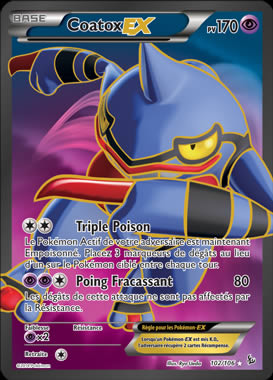 BASE
Coatox EX
PV 170
Triple Poison
Le Pokémon Actif de votre adversaire est maintenant
Empoisonné. Placez 3 marqueurs de dégâts au lieu
d'un sur le Pokémon ciblé entre chaque tour.
Poing Fracassant 80
Les dégâts de cette attaque ne sont pas affectés par
la Résistance.
Faiblesse
×2
Résistance
Retraite
Règle pour les Pokémon-EX
Lorsqu'un Pokémon-EX est mis K.O.,
l'adversaire récupère 2 cartes Récompense.
102/106